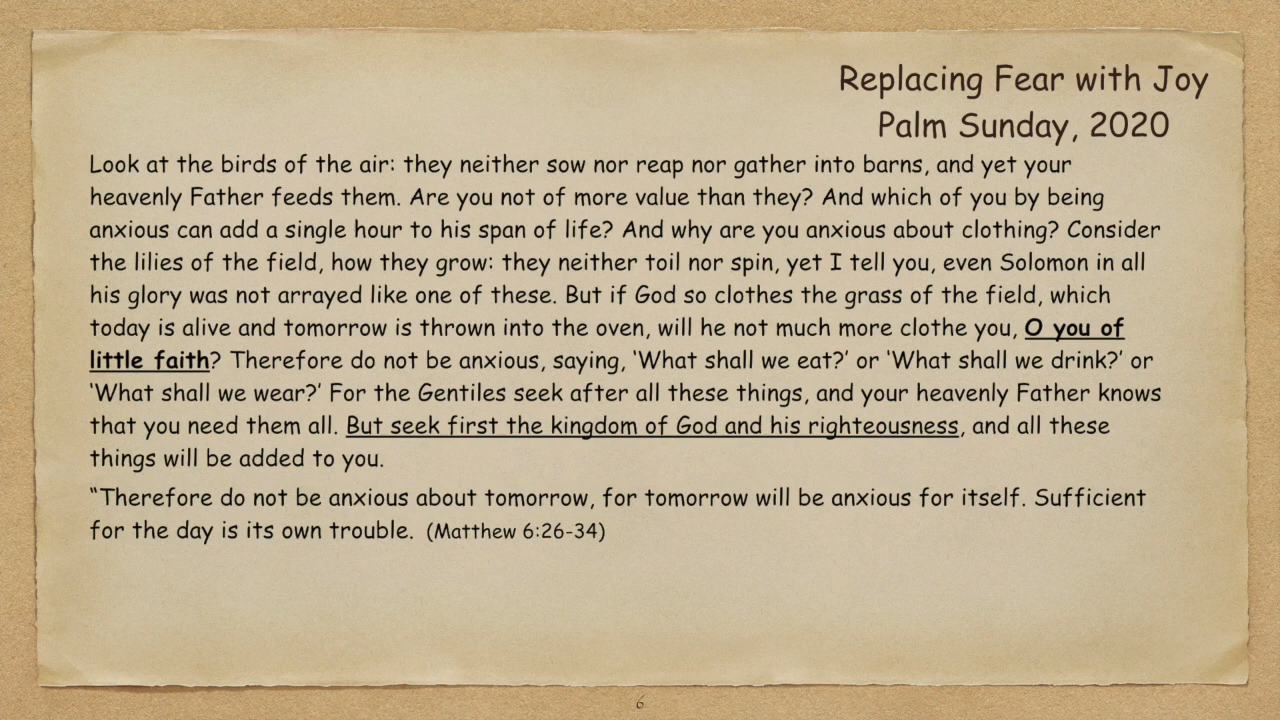 Replacing Fear with Joy
Palm Sunday, 2020
Look at the birds of the air: they neither sow nor reap nor gather into barns, and yet your
heavenly Father feeds them. Are you not of more value than they? And which of you by being
anxious can add a single hour to his span of life? And why are you anxious about clothing? Consider
the lilies of the field, how they grow: they neither toil nor spin, yet I tell you, even Solomon in all
his glory was not arrayed like one of these. But if God so clothes the grass of the field, which
today is alive and tomorrow is thrown into the oven, will he not much more clothe you, O you of
little faith? Therefore do not be anxious, saying, ‘What shall we eat?’ or ‘What shall we drink?’ or
‘What shall we wear?’ For the Gentiles seek after all these things, and your heavenly Father knows
that you need them all. But seek first the kingdom of God and his righteousness, and all these
things will be added to you.
“Therefore do not be anxious about tomorrow, for tomorrow will be anxious for itself. Sufficient
for the day is its own trouble. (Matthew 6:26-34)
6